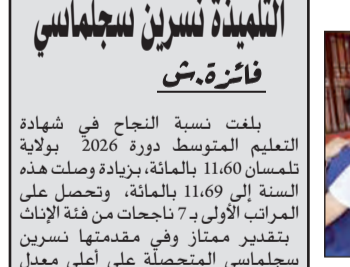 التلميذة نسرين سجلماسي
فائزة.ش
بلغت نسبة النجاح في شهادة
التعليم المتوسط دورة 2026 بولاية
تلمسان 11،60 بالمائة، بزيادة وصلت هذه
السنة إلى 11،69 بالمائة، وتحصل على
المراتب الأولى بـ 7 ناجحات من فئة الإناث
بتقدير ممتاز وفي مقدمتها نسرين
سجلماسي المتحصلة على أعلى معدل